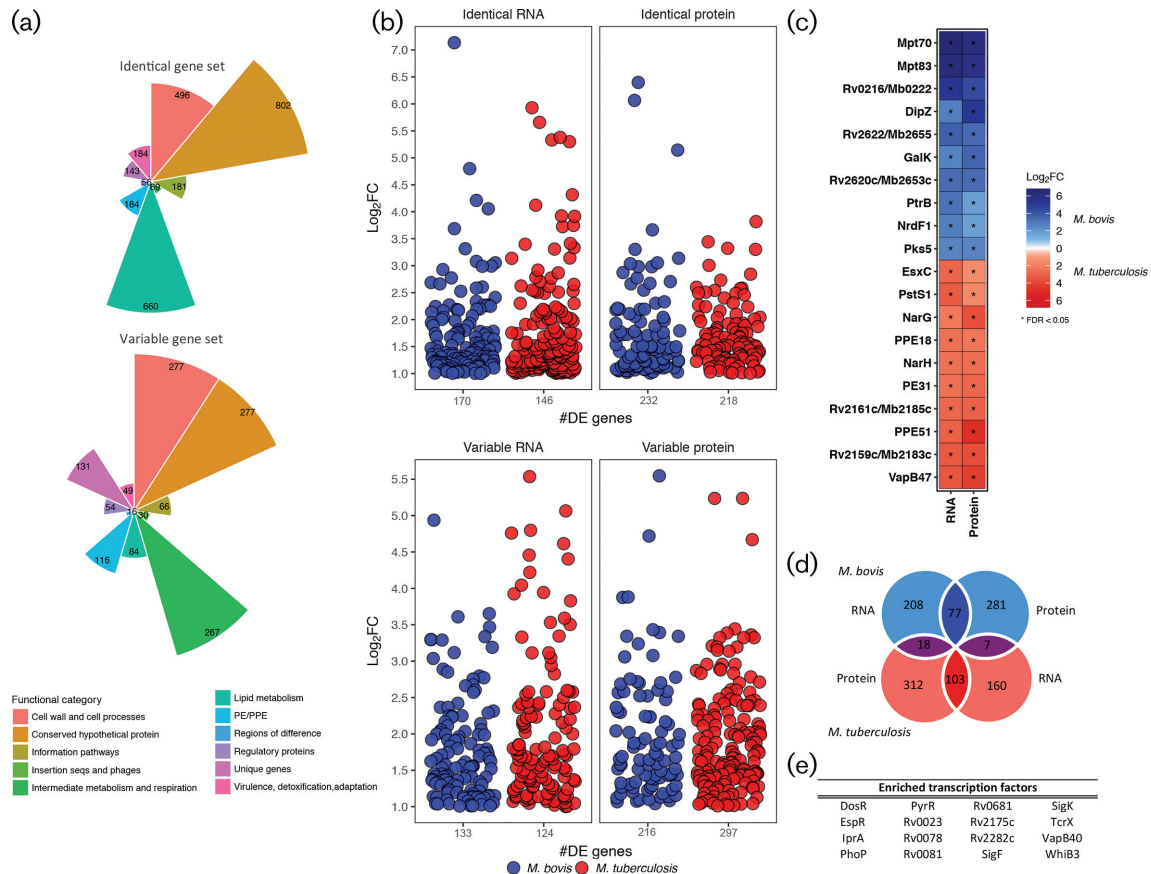 (a)
Identical gene set
496
802
184
143
56
89
181
184
660
Variable gene set
277
277
131
49
54
16
30
66
116
84
267
Functional category
Cell wall and cell processes
Conserved hypothetical protein
Information pathways
Insertion seqs and phages
Intermediate metabolism and respiration
Lipid metabolism
PE/PPE
Regions of difference
Regulatory proteins
Unique genes
Virulence, detoxification,adaptation
(b)
Identical RNA
Identical protein
Log2FC
7.0
6.5
6.0
5.5
5.0
4.5
4.0
3.5
3.0
2.5
2.0
1.5
1.0
170
146
232
218
#DE genes
Variable RNA
Variable protein
Log2FC
5.5
5.0
4.5
4.0
3.5
3.0
2.5
2.0
1.5
1.0
133
124
216
297
#DE genes
M. bovis
M. tuberculosis
(c)
Mpt70 * *
Mpt83 * *
Rv0216/Mb0222 * *
DipZ * *
Rv2622/Mb2655 * *
GalK * *
Rv2620c/Mb2653c * *
PtrB * *
NrdF1 * *
Pks5 * *
EsxC * *
PstS1 * *
NarG * *
PPE18 * *
NarH * *
PE31 * *
Rv2161c/Mb2185c * *
PPE51 * *
Rv2159c/Mb2183c * *
VapB47 * *
RNA
Protein
Log2FC
6
4
2
0
2
4
6
M. bovis
M. tuberculosis
* FDR < 0.05
(d)
M. bovis
RNA
208
77
281
Protein
18
7
Protein
312
103
160
RNA
M. tuberculosis
(e)
Enriched transcription factors
DosR PyrR Rv0681 SigK
EspR Rv0023 Rv2175c TcrX
IprA Rv0078 Rv2282c VapB40
PhoP Rv0081 SigF WhiB3